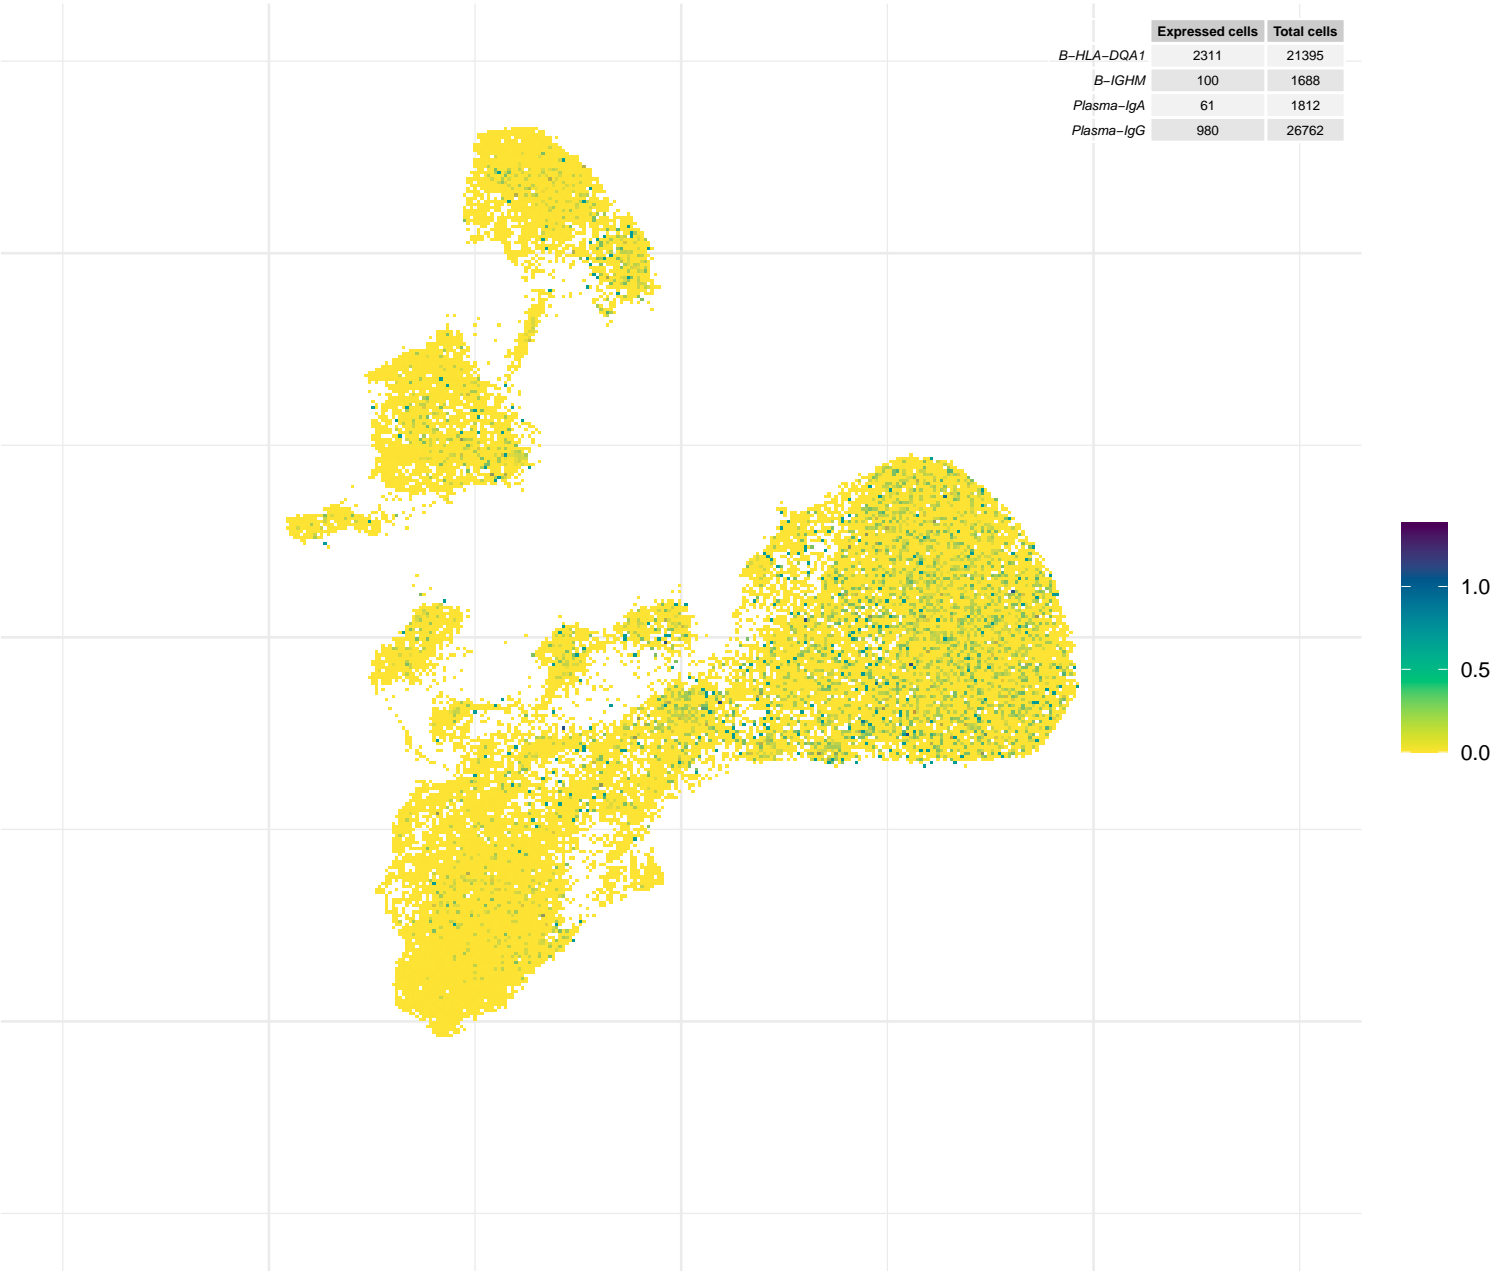 Expressed cells Total cells
B−HLA−DQA1 2311 21395
B−IGHM 100 1688
Plasma−IgA 61 1812
Plasma−IgG 980 26762
1.0
0.5
0.0